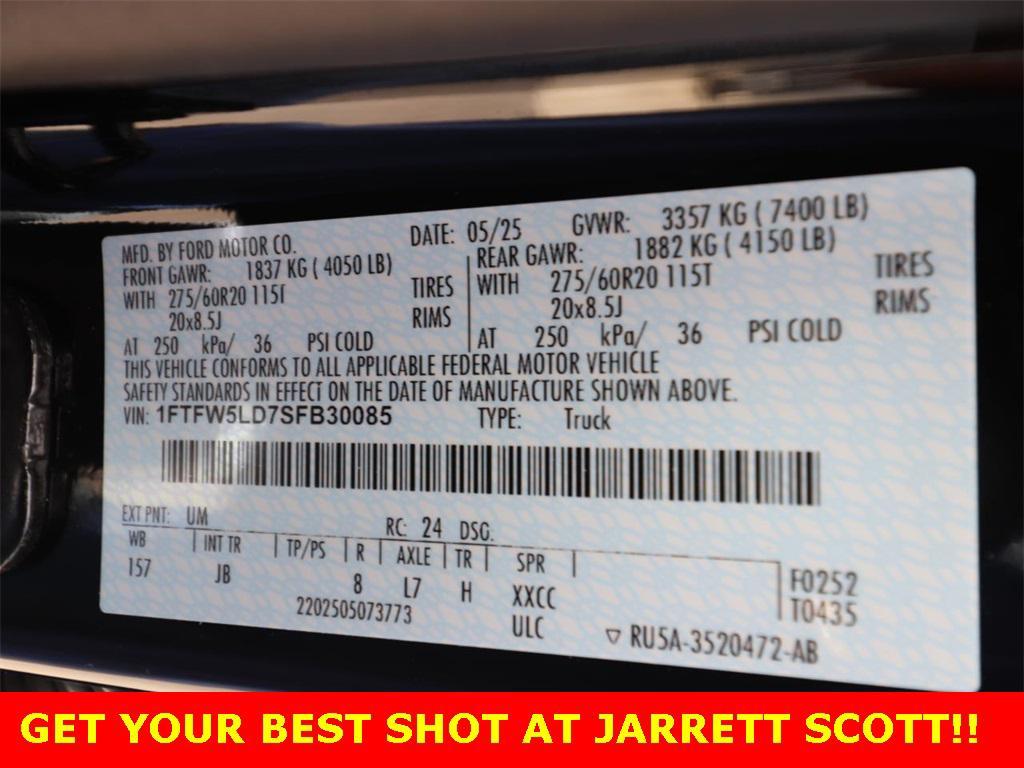 MFD. BY FORD MOTOR CO. DATE: 05/25 GVWR: 3357 KG ( 7400 LB)
FRONT GAWR: 1837 KG ( 4050 LB) REAR GAWR: 1882 KG ( 4150 LB)
WITH 275/60R20 115T TIRES WITH 275/60R20 115T TIRES
20x8.5J RIMS 20x8.5J RIMS
AT 250 kPa/ 36 PSI COLD AT 250 kPa/ 36 PSI COLD
THIS VEHICLE CONFORMS TO ALL APPLICABLE FEDERAL MOTOR VEHICLE
SAFETY STANDARDS IN EFFECT ON THE DATE OF MANUFACTURE SHOWN ABOVE.
VIN: 1FTFW5LD7SFB30085 TYPE: Truck
EXT PNT: UM RC: 24 DSO:
WB INT TR TP/PS R AXLE TR SPR
157 JB 8 L7 H XXCC F0252
2202505073773 ULC T0435
▽ RU5A-3520472-AB
GET YOUR BEST SHOT AT JARRETT SCOTT!!